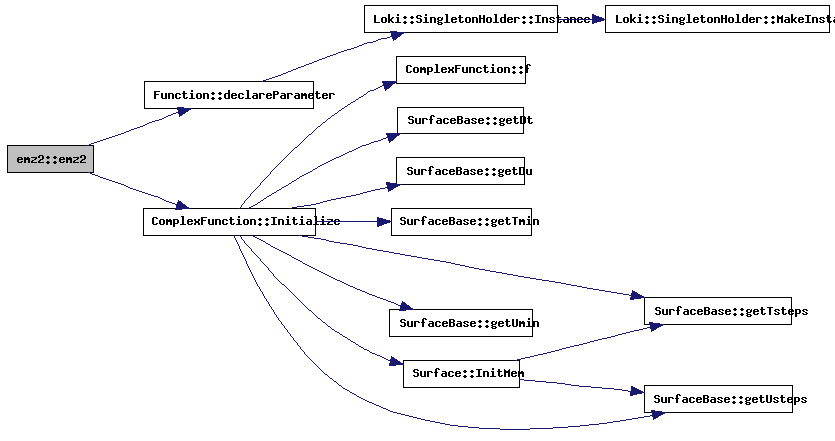 Loki::SingletonHolder::Instance
Loki::SingletonHolder::MakeInsta
ComplexFunction::f
Function::declareParameter
SurfaceBase::getDt
emz2::emz2
SurfaceBase::getDu
ComplexFunction::Initialize
SurfaceBase::getTmin
SurfaceBase::getTsteps
SurfaceBase::getUmin
Surface::InitMem
SurfaceBase::getUsteps